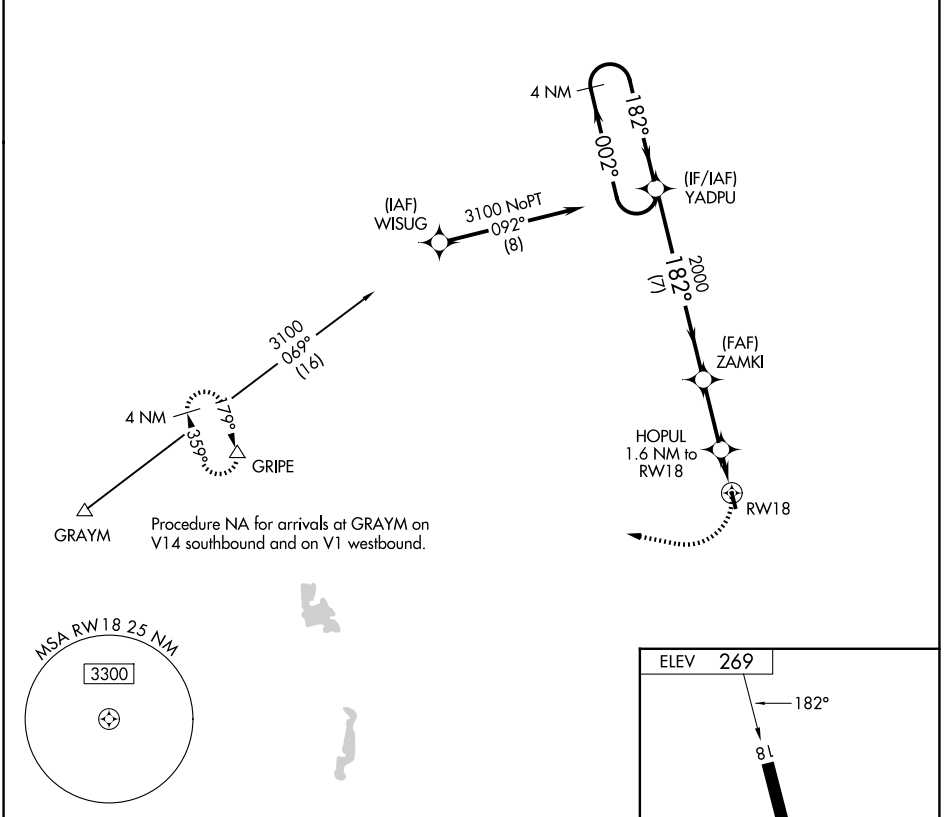 4 NM
182°
002°
(IF/IAF)
YADPU
(IAF)
WISUG
3100 NoPT
092°
(8)
2000
182°
(7)
3100
069°
(16)
(FAF)
ZAMKI
4 NM
179°
359°
GRIPE
HOPUL
1.6 NM to
RW18
RW18
GRAYM
Procedure NA for arrivals at GRAYM on
V14 southbound and on V1 westbound.
MSA RW18 25 NM
3300
ELEV 269
182°
18